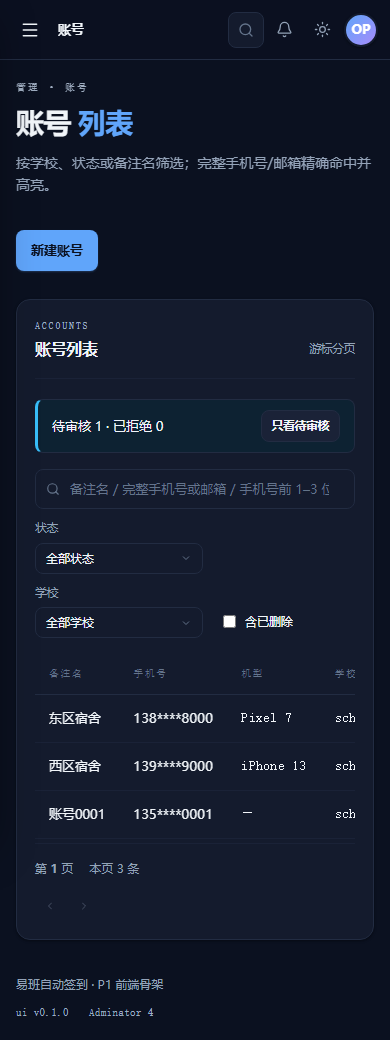 账号
OP
管理 • 账号
账号 列表
按学校、状态或备注名筛选；完整手机号/邮箱精确命中并
高亮。
新建账号
ACCOUNTS
账号列表
游标分页
待审核 1 · 已拒绝 0
只看待审核
备注名 / 完整手机号或邮箱 / 手机号前 1–3 位
状态
全部状态
学校
全部学校
含已删除
备注名 手机号 机型 学校
东区宿舍 138****8000 Pixel 7 sch
西区宿舍 139****9000 iPhone 13 sch
账号0001 135****0001 — sch
第 1 页 本页 3 条
易班自动签到 · P1 前端骨架
ui v0.1.0 Adminator 4